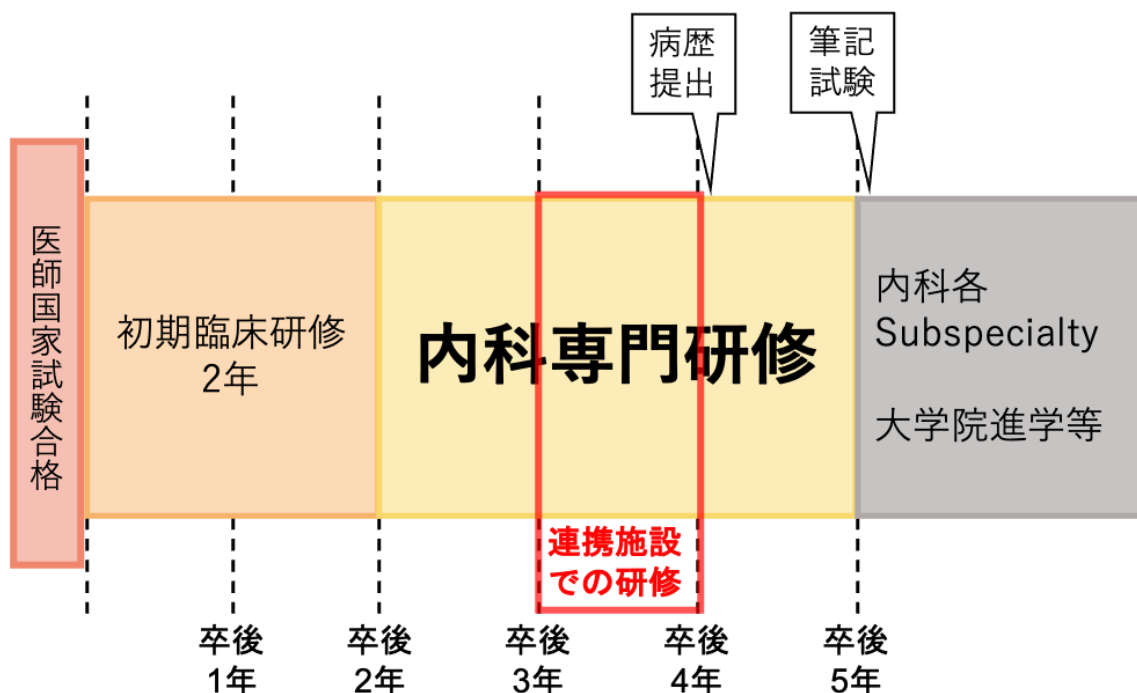 病歴
提出
筆記
試験
医師国家試験合格
初期臨床研修
2年
内科専門研修
内科各
Subspecialty
大学院進学等
連携施設
での研修
卒後
1年
卒後
2年
卒後
3年
卒後
4年
卒後
5年